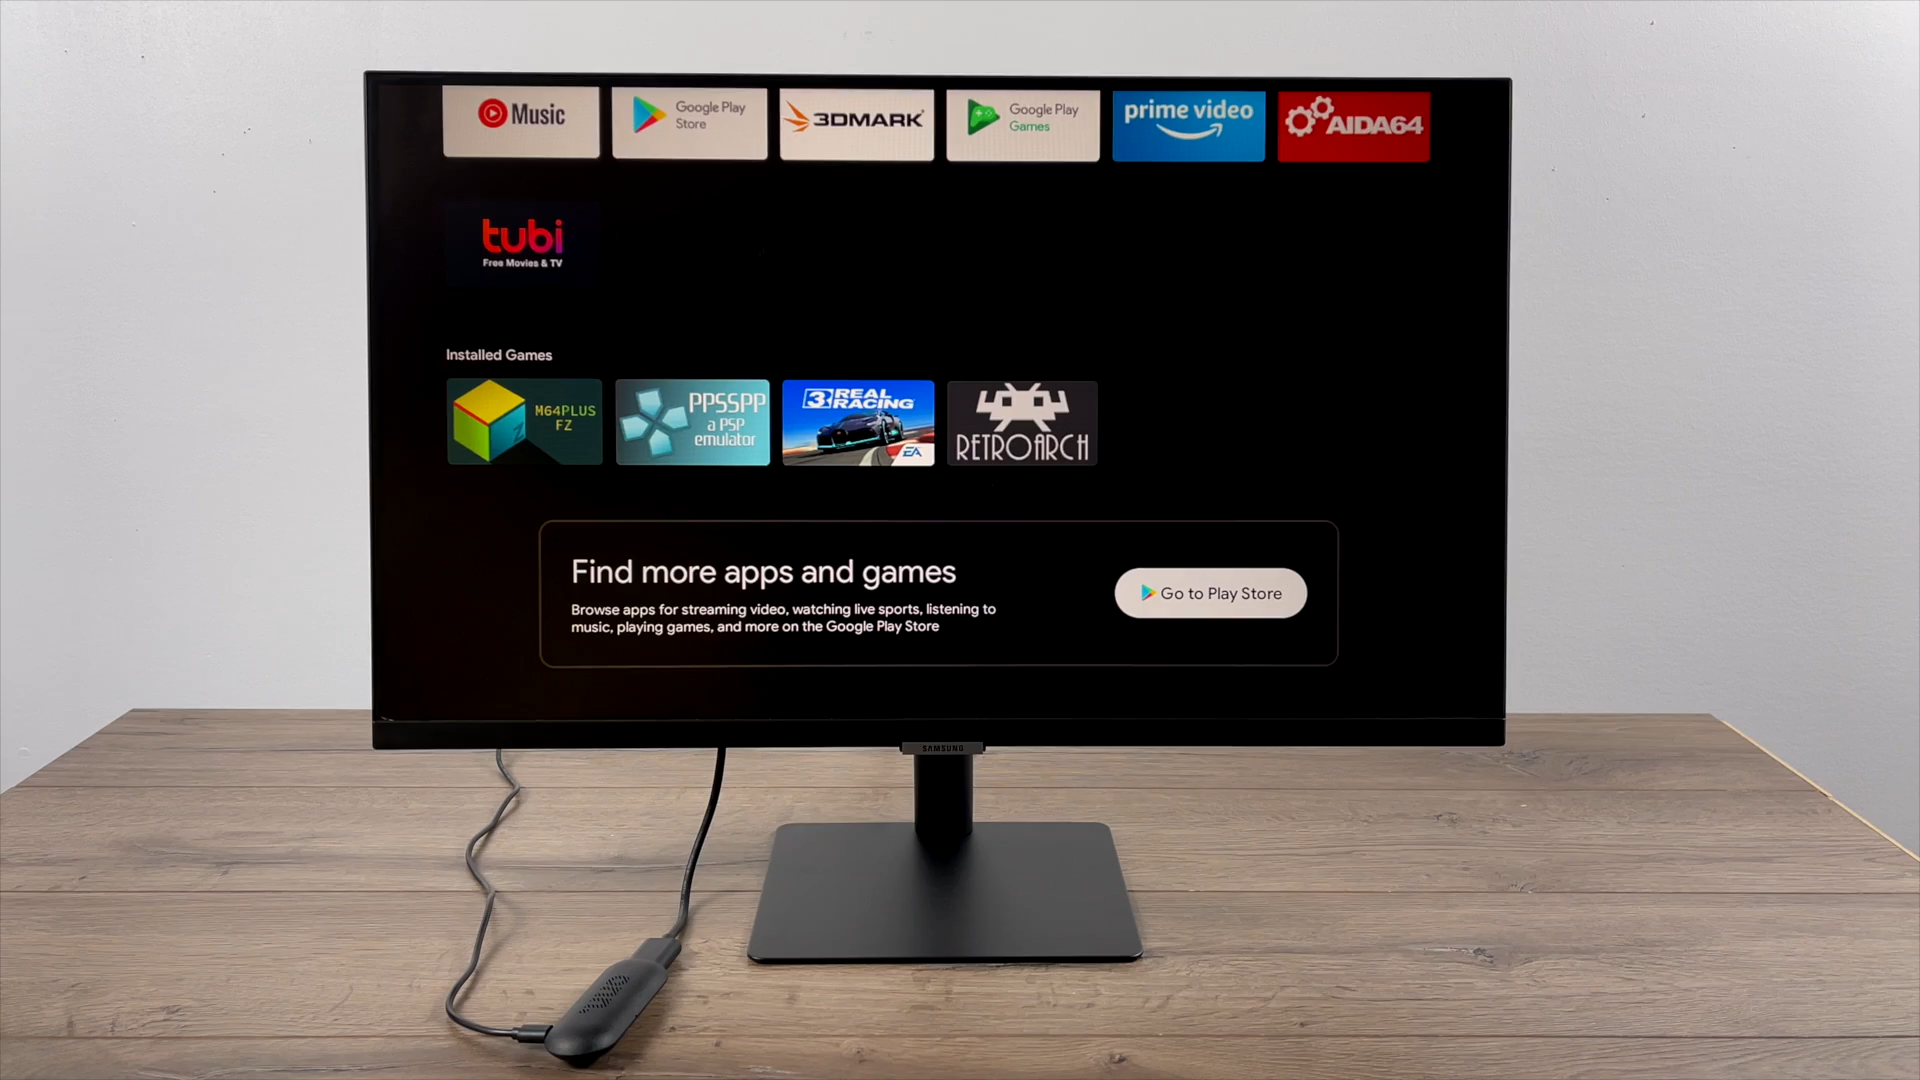 Music
Google Play
Store
3DMARK
Google Play
Games
prime video
AIDA64
tubi
Free Movies & TV
Installed Games
M64PLUS
FZ
PPSSPP
a PSP
emulator
3 REAL
RACING
EA
RETROARCH
Find more apps and games
Browse apps for streaming video, watching live sports, listening to
music, playing games, and more on the Google Play Store
Go to Play Store
SAMSUNG